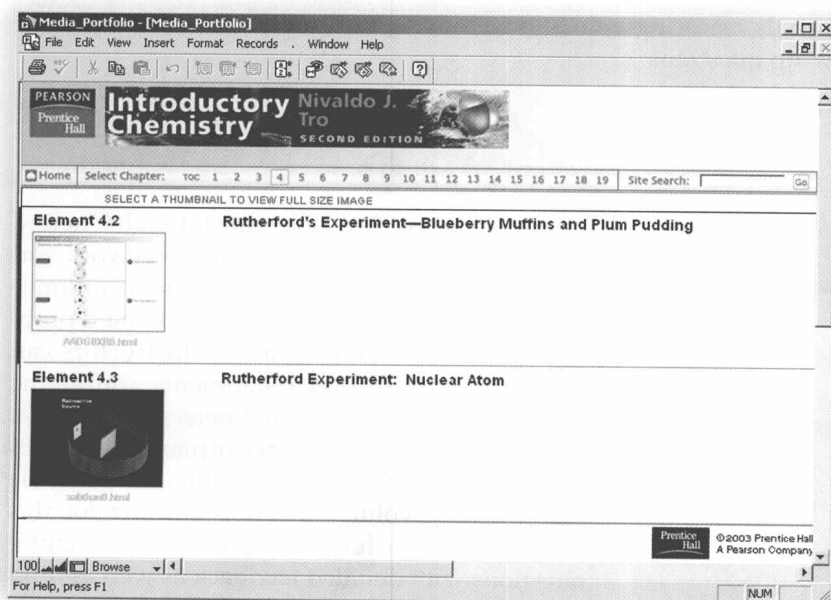 Media_Portfolio - [Media_Portfolio]
File Edit View Insert Format Records . Window Help
PEARSON
Prentice
Hall
Introductory
Chemistry
Nivaldo J.
Tro
SECOND EDITION
Home Select Chapter: TOC 1 2 3 4 5 6 7 8 9 10 11 12 13 14 15 16 17 18 19 Site Search: Go
SELECT A THUMBNAIL TO VIEW FULL SIZE IMAGE
Element 4.2 Rutherford's Experiment—Blueberry Muffins and Plum Pudding
Element 4.3 Rutherford Experiment: Nuclear Atom
Radioactive
Source
Prentice
Hall
©2003 Prentice Hall
A Pearson Company
100 Browse
For Help, press F1
NUM